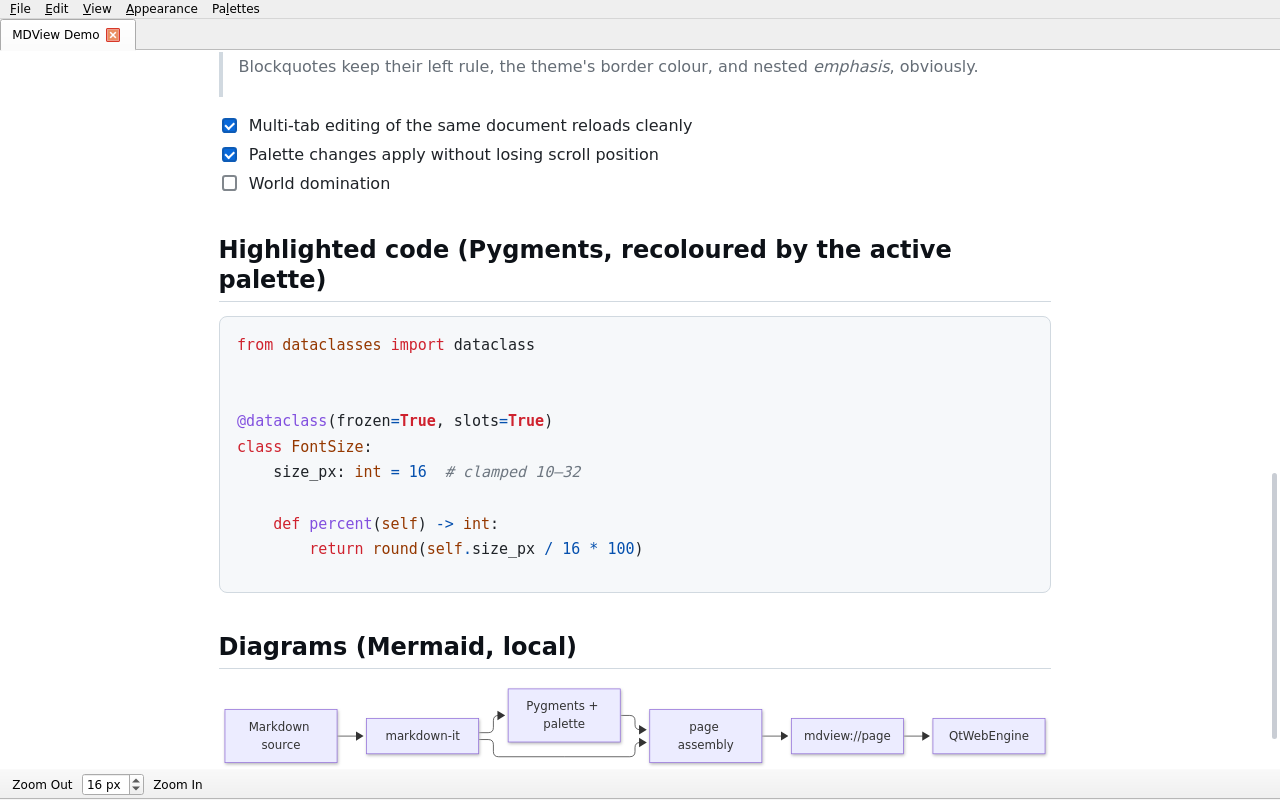 File Edit View Appearance Palettes
MDView Demo
Blockquotes keep their left rule, the theme's border colour, and nested emphasis, obviously.
Multi-tab editing of the same document reloads cleanly
Palette changes apply without losing scroll position
World domination
Highlighted code (Pygments, recoloured by the active
palette)
from dataclasses import dataclass
@dataclass(frozen=True, slots=True)
class FontSize:
    size_px: int = 16  # clamped 10–32
    def percent(self) -> int:
        return round(self.size_px / 16 * 100)
Diagrams (Mermaid, local)
Markdown
source
markdown-it
Pygments +
palette
page
assembly
mdview://page
QtWebEngine
Zoom Out 16 px Zoom In